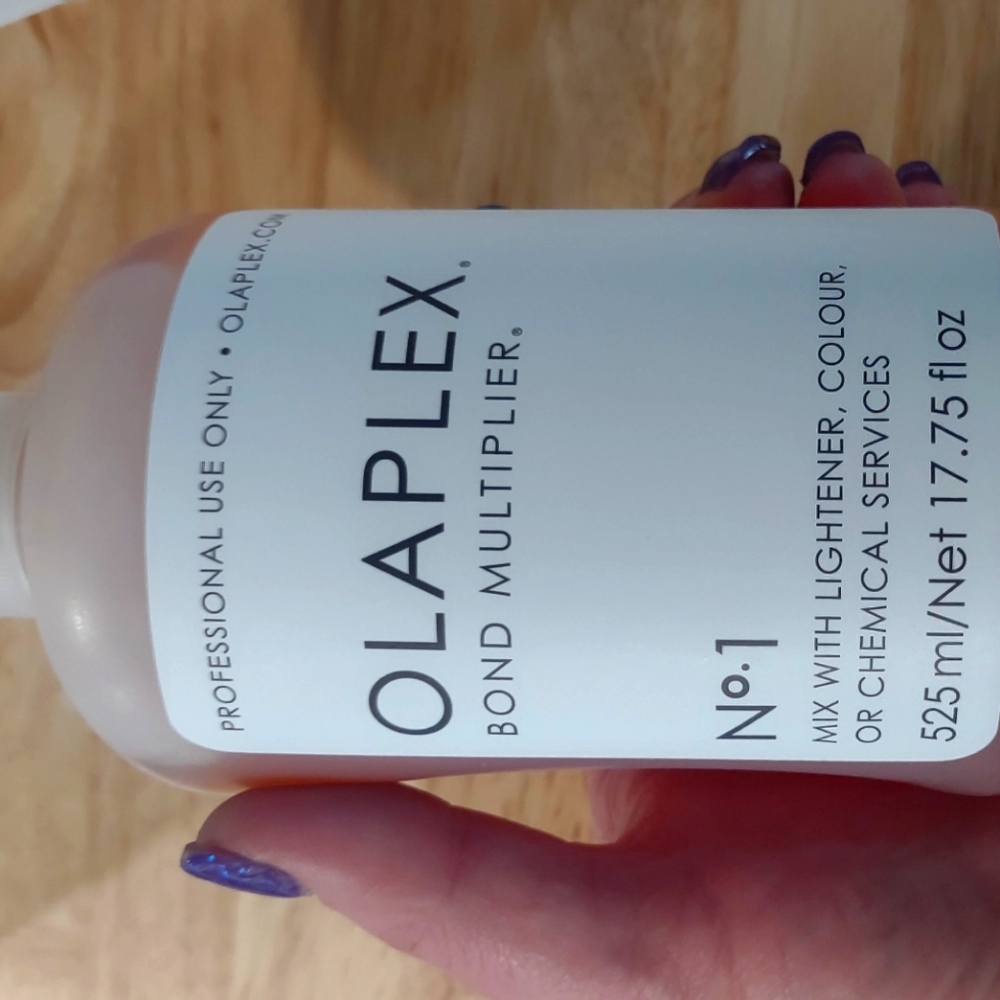 PROFESSIONAL USE ONLY • OLAPLEX.COM
OLAPLEX®
BOND MULTIPLIER®
No.1
MIX WITH LIGHTENER, COLOUR,
OR CHEMICAL SERVICES
525 ml/Net 17.75 fl oz